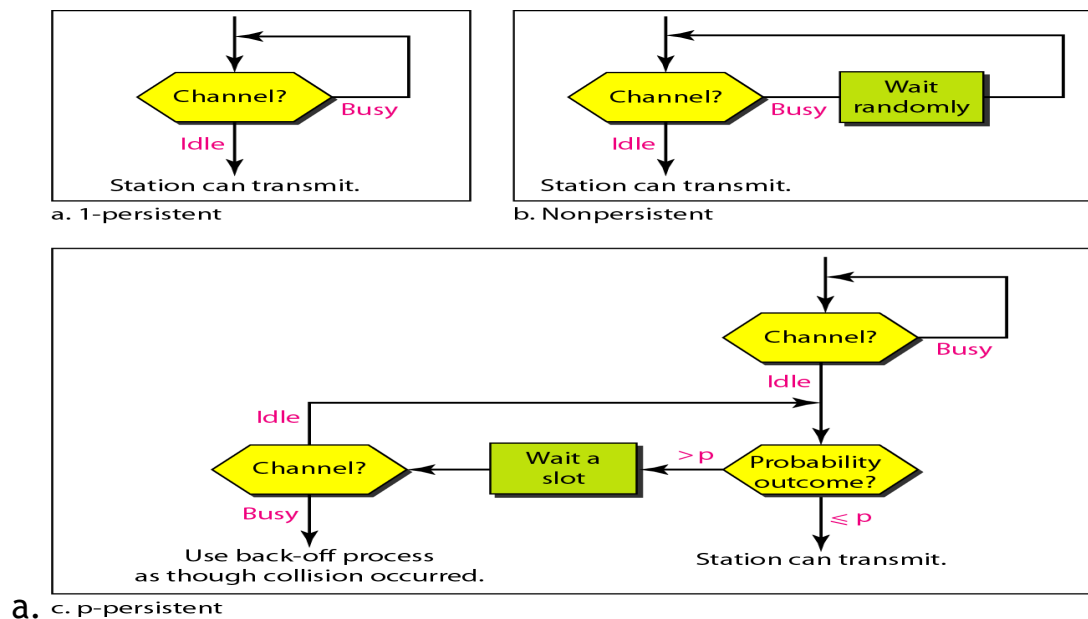 Channel?
Busy
Idle
Station can transmit.
a. 1-persistent
Channel?
Busy
Wait
randomly
Idle
Station can transmit.
b. Nonpersistent
Channel?
Busy
Idle
Idle
Channel?
Wait a
slot
>p
Probability
outcome?
Busy
⩽ p
Use back-off process
as though collision occurred.
Station can transmit.
a. c. p-persistent